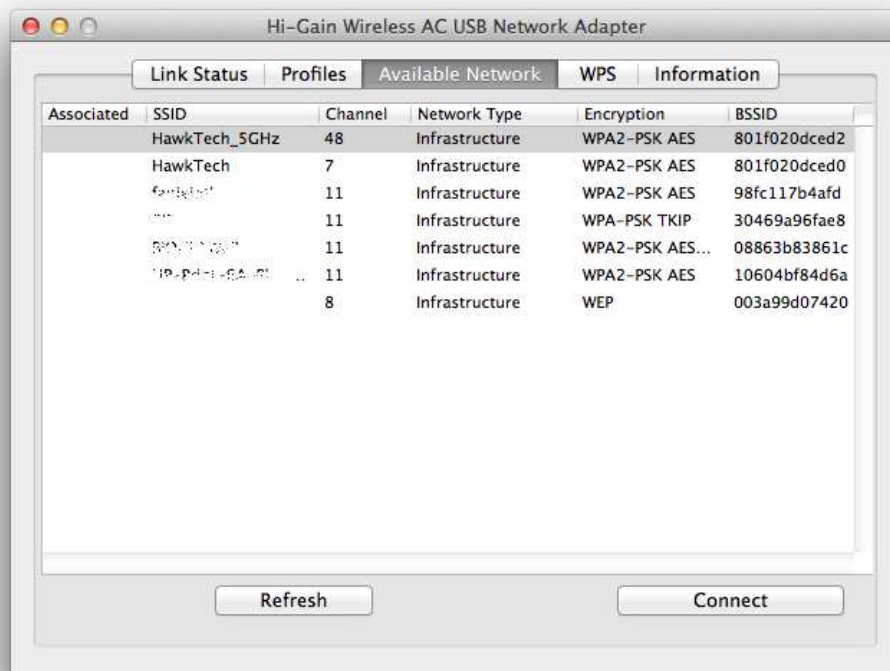 Hi-Gain Wireless AC USB Network Adapter
Link Status Profiles Available Network WPS Information
Associated SSID Channel Network Type Encryption BSSID
HawkTech_5GHz 48 Infrastructure WPA2-PSK AES 801f020dced2
HawkTech 7 Infrastructure WPA2-PSK AES 801f020dced0
11 Infrastructure WPA2-PSK AES 98fc117b4afd
11 Infrastructure WPA-PSK TKIP 30469a96fae8
11 Infrastructure WPA2-PSK AES... 08863b83861c
11 Infrastructure WPA2-PSK AES 10604bf84d6a
8 Infrastructure WEP 003a99d07420
Refresh Connect